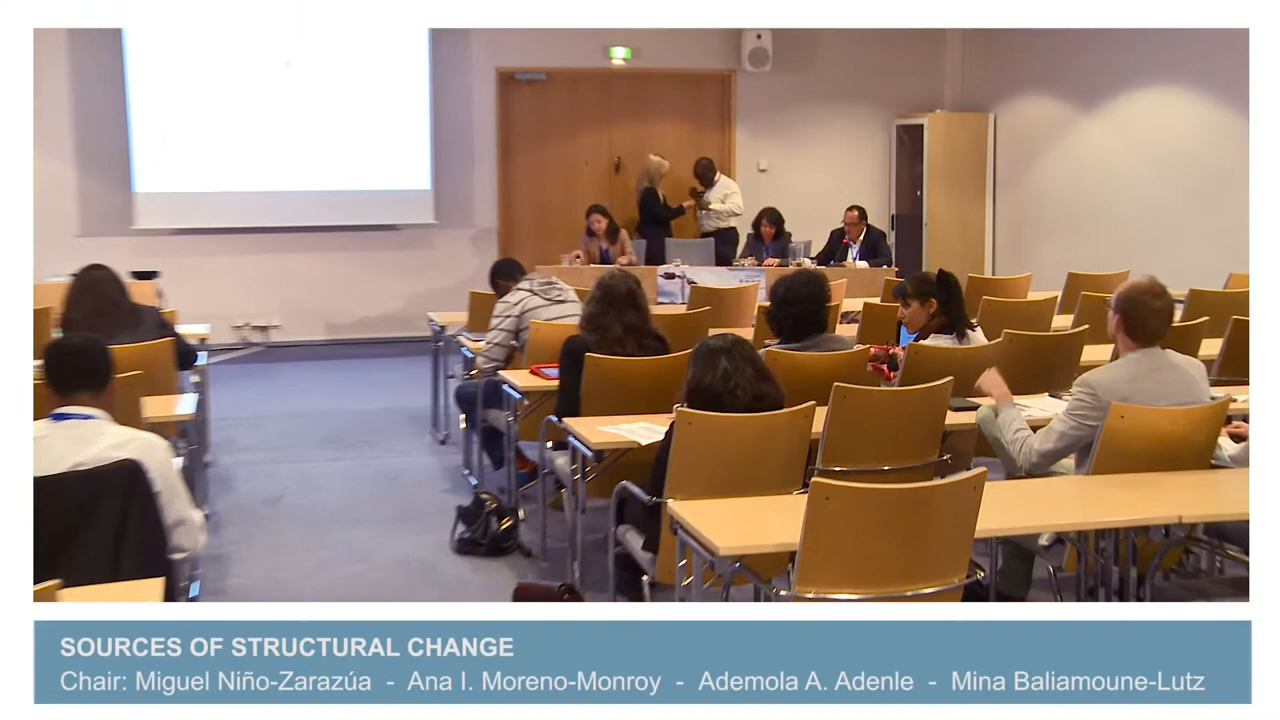 SOURCES OF STRUCTURAL CHANGE
Chair: Miguel Niño-Zarazúa - Ana I. Moreno-Monroy - Ademola A. Adenle - Mina Baliamoune-Lutz